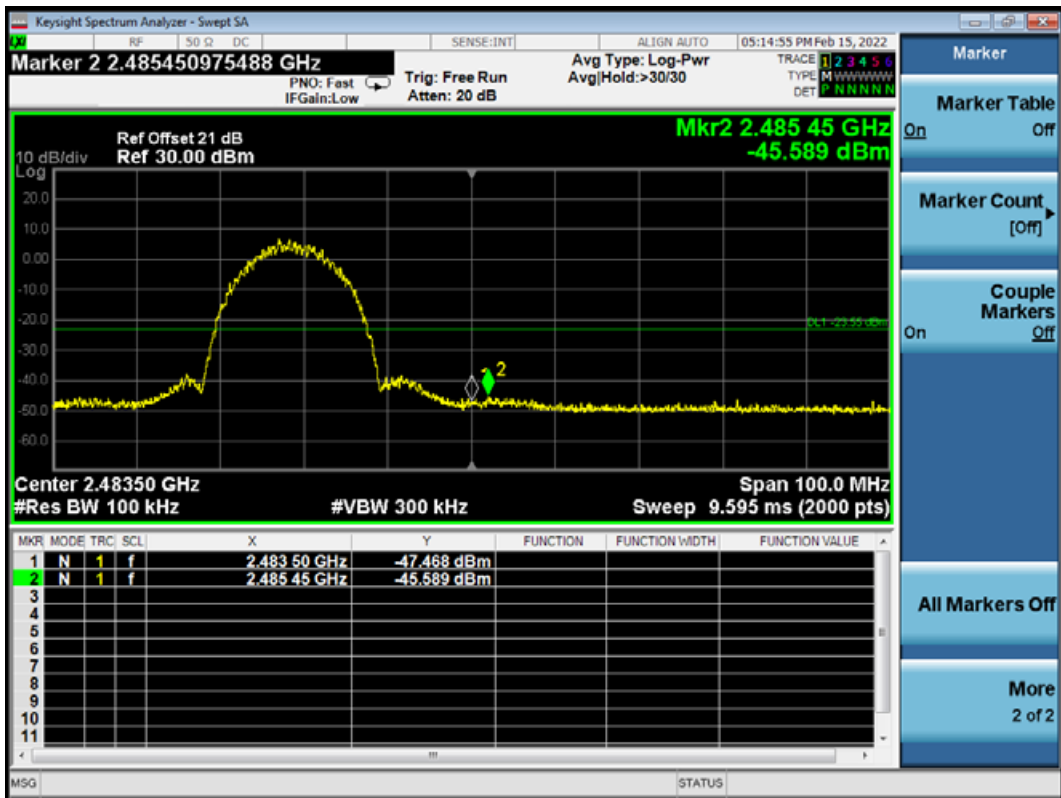 Keysight Spectrum Analyzer - Swept SA
LXI RF 50 Ω DC SENSE:INT ALIGN AUTO 05:14:55 PM Feb 15, 2022
Marker 2 2.485450975488 GHz
PNO: Fast
IFGain:Low
Trig: Free Run
Atten: 20 dB
Avg Type: Log-Pwr
Avg|Hold:>30/30
TRACE 1 2 3 4 5 6
TYPE M WWWWW
DET P N N N N N
Ref Offset 21 dB
Ref 30.00 dBm
10 dB/div
Log
Mkr2 2.485 45 GHz
-45.589 dBm
20.0
10.0
0.00
-10.0
-20.0
-30.0
-40.0
-50.0
-60.0
DL1 -23.55 dBm
2
Center 2.48350 GHz
Span 100.0 MHz
#Res BW 100 kHz
#VBW 300 kHz
Sweep 9.595 ms (2000 pts)
MKR MODE TRC SCL X Y FUNCTION FUNCTION WIDTH FUNCTION VALUE
1 N 1 f 2.483 50 GHz -47.468 dBm
2 N 1 f 2.485 45 GHz -45.589 dBm
3
4
5
6
7
8
9
10
11
MSG STATUS
Marker
Marker Table
On Off
Marker Count
[Off]
Couple
Markers
On Off
All Markers Off
More
2 of 2